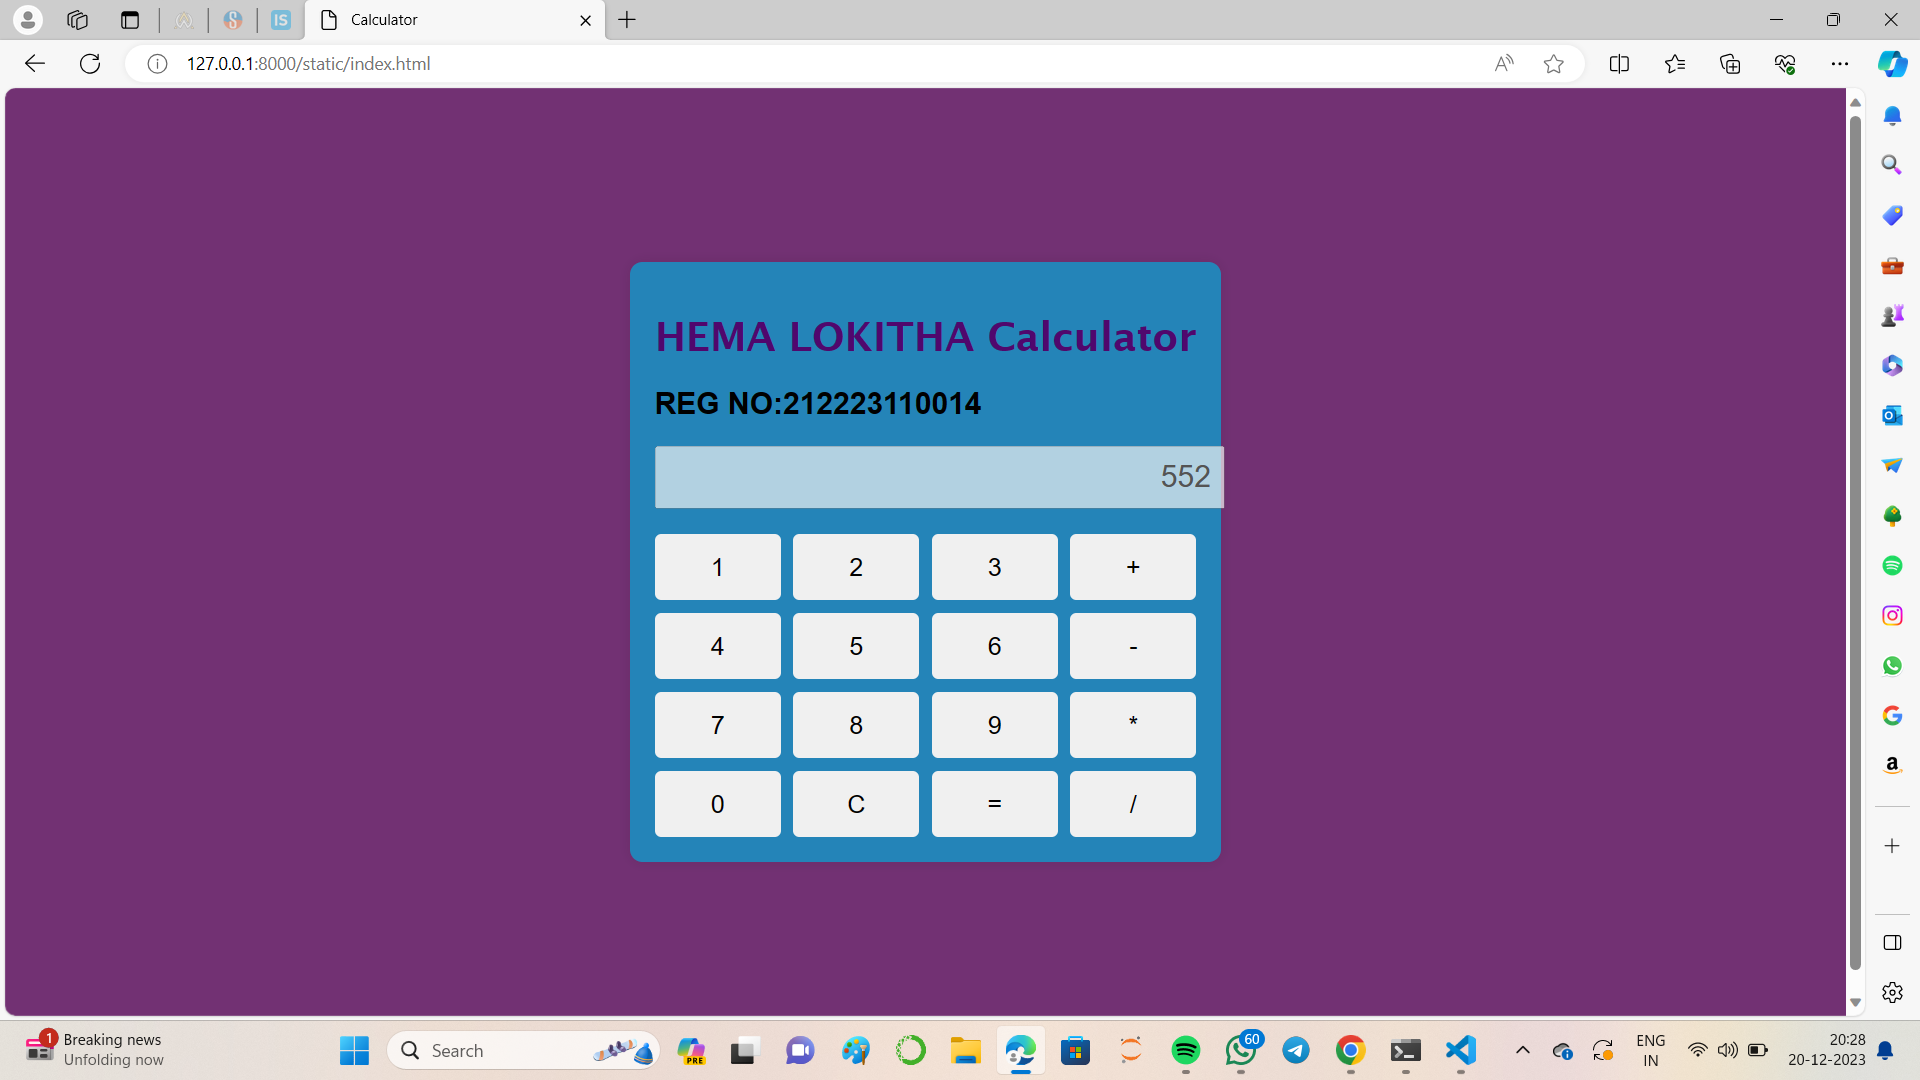 IS
Calculator
127.0.0.1:8000/static/index.html
HEMA LOKITHA Calculator
REG NO:212223110014
552
1 2 3 +
4 5 6 -
7 8 9 *
0 C = /
a
1
Breaking news
Unfolding now
Search
PRE
60
ENG
IN
20:28
20-12-2023